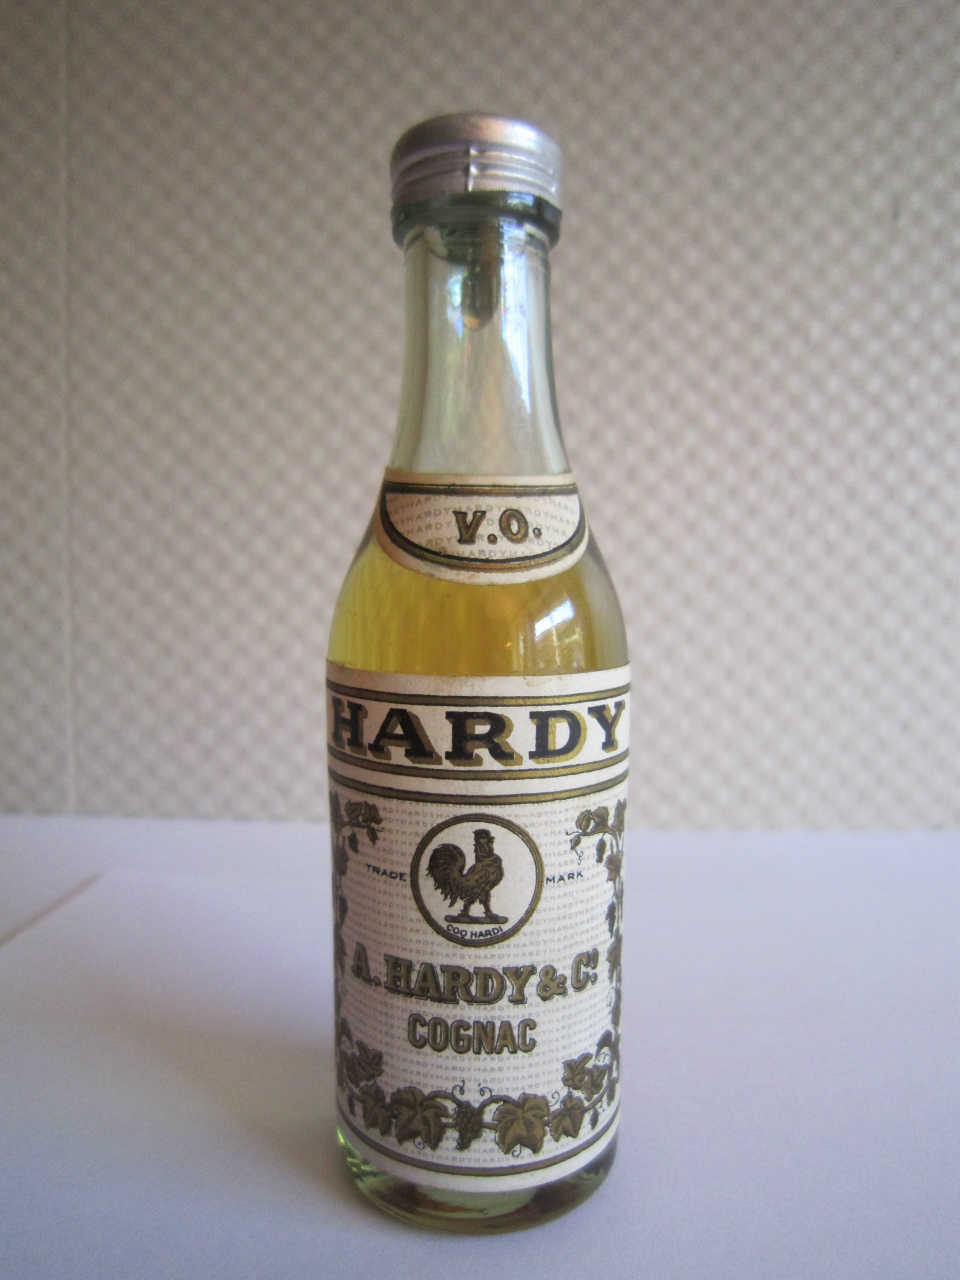 V.O.
HARDY
TRADE MARK
COQ HARDI
A. HARDY & Cº
COGNAC